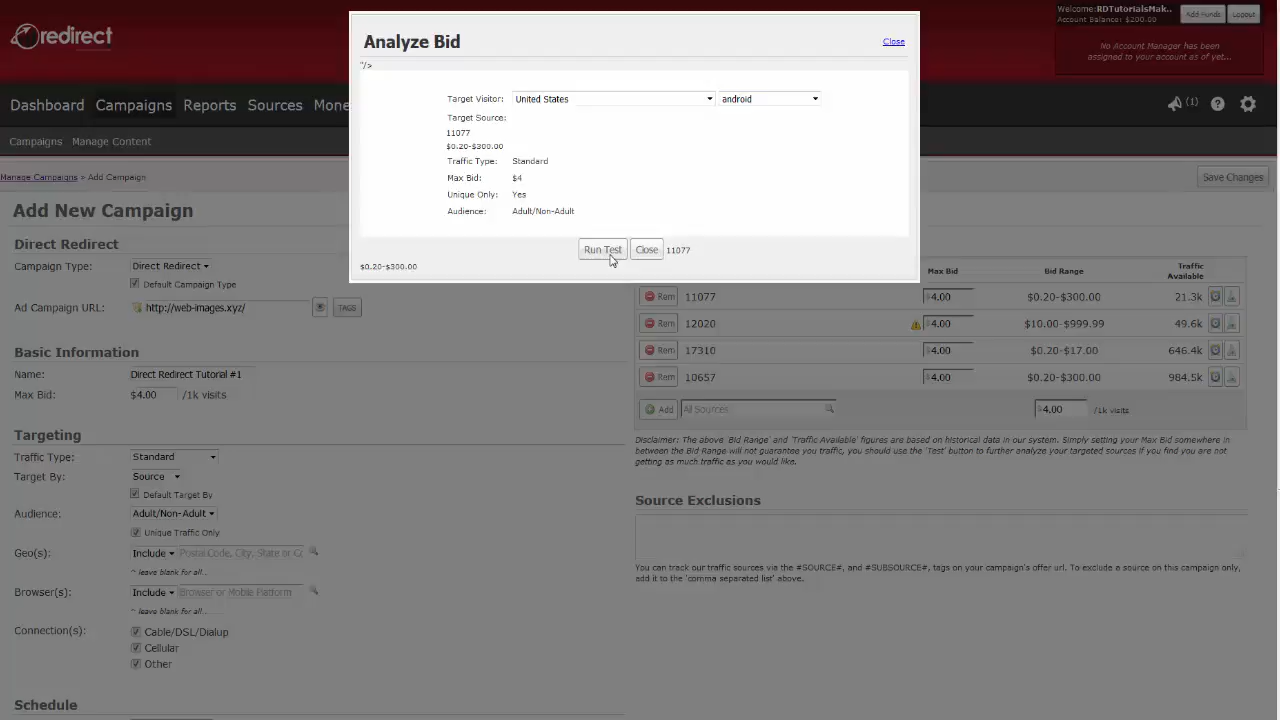 redirect
Welcome:RDTutorialsMak..
Account Balance: $200.00
Add Funds
Logout
No Account Manager has been
assigned to your account as of yet...
Dashboard
Campaigns
Reports
Sources
Mone
(1)
Campaigns
Manage Content
Manage Campaigns > Add Campaign
Save Changes
Analyze Bid
Close
"/>
Target Visitor:
United States
android
Target Source:
11077
$0.20-$300.00
Traffic Type:
Standard
Max Bid:
$4
Unique Only:
Yes
Audience:
Adult/Non-Adult
Run Test
Close
11077
$0.20-$300.00
Add New Campaign
Direct Redirect
Campaign Type:
Direct Redirect
Default Campaign Type
Ad Campaign URL:
http://web-images.xyz/
TAGS
Basic Information
Name:
Direct Redirect Tutorial #1
Max Bid:
$4.00
/1k visits
Targeting
Traffic Type:
Standard
Target By:
Source
Default Target By
Audience:
Adult/Non-Adult
Unique Traffic Only
Geo(s):
Include
Postal Code, City, State or Co
^ leave blank for all...
Browser(s):
Include
Browser or Mobile Platform
^ leave blank for all...
Connection(s):
Cable/DSL/Dialup
Cellular
Other
Schedule
Max Bid
Bid Range
Traffic
Available
Rem
11077
$4.00
$0.20-$300.00
21.3k
Rem
12020
$4.00
$10.00-$999.99
49.6k
Rem
17310
$4.00
$0.20-$17.00
646.4k
Rem
10657
$4.00
$0.20-$300.00
984.5k
Add
All Sources
$4.00
/1k visits
Disclaimer: The above 'Bid Range' and 'Traffic Available' figures are based on historical data in our system. Simply setting your Max Bid somewhere in
between the Bid Range will not guarantee you traffic, you should use the 'Test' button to further analyze your targeted sources if you find you are not
getting as much traffic as you would like.
Source Exclusions
You can track our traffic sources via the #SOURCE#, and #SUBSOURCE#, tags on your campaign's offer url. To exclude a source on this campaign only,
add it to the 'comma separated list' above.